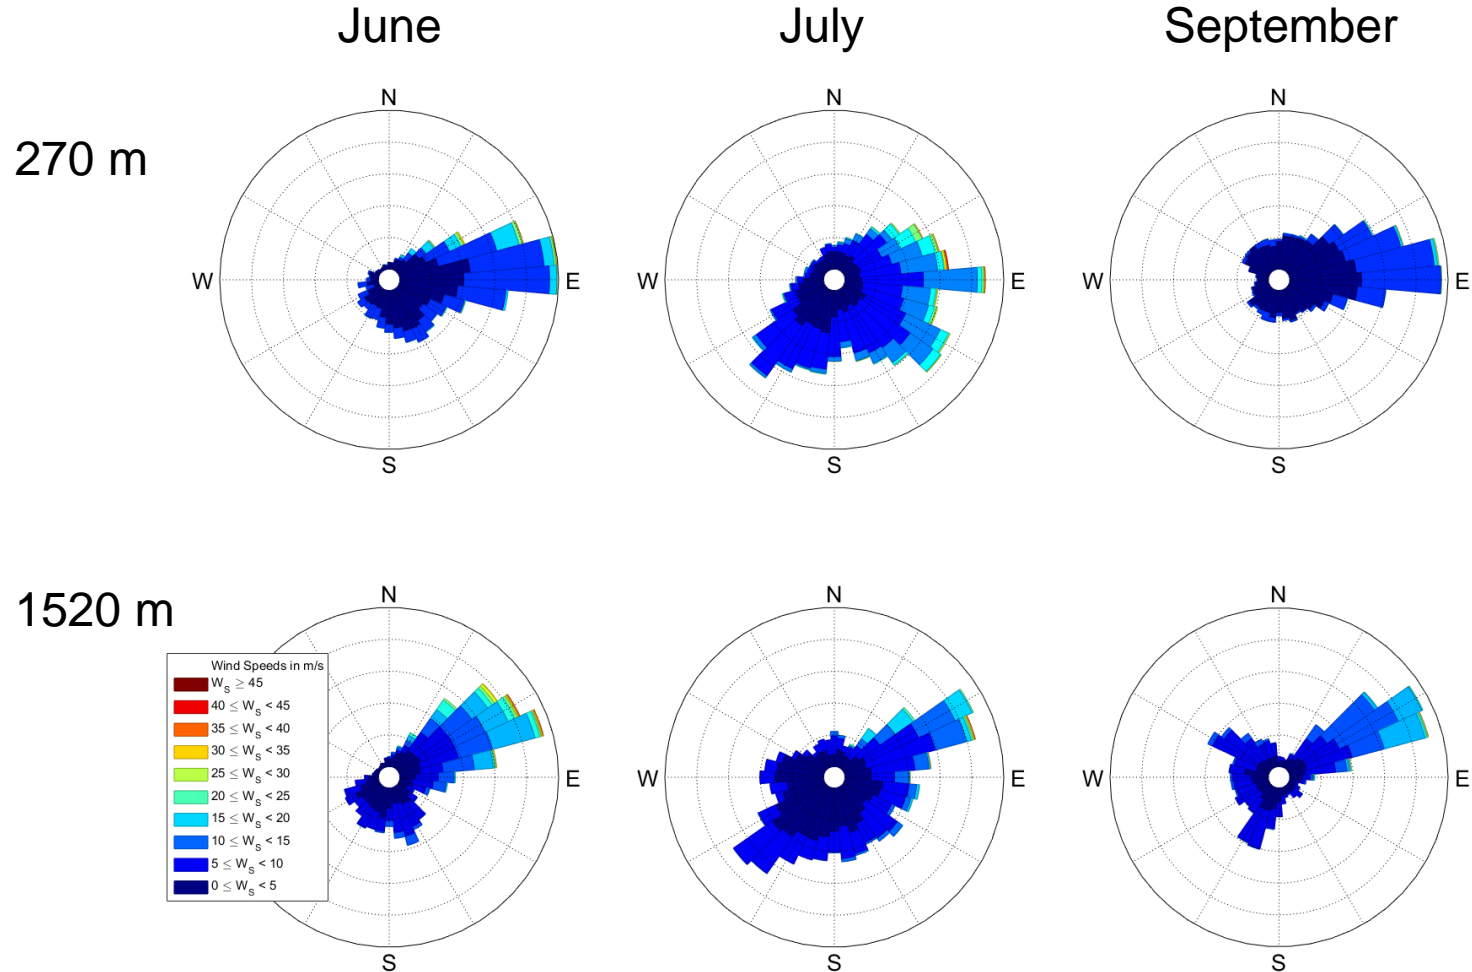 June July September
270 m
N N N
W E W E W E
S S S
1520 m
N N N
Wind Speeds in m/s
W_S ≥ 45
40 ≤ W_S < 45
35 ≤ W_S < 40
30 ≤ W_S < 35
25 ≤ W_S < 30
20 ≤ W_S < 25
15 ≤ W_S < 20
10 ≤ W_S < 15
5 ≤ W_S < 10
0 ≤ W_S < 5
E W E W E
S S S